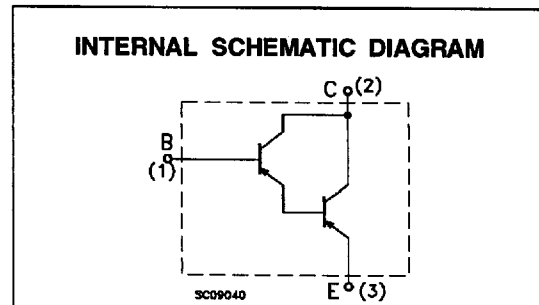 INTERNAL SCHEMATIC DIAGRAM
C (2)
B
(1)
SC09040
E (3)